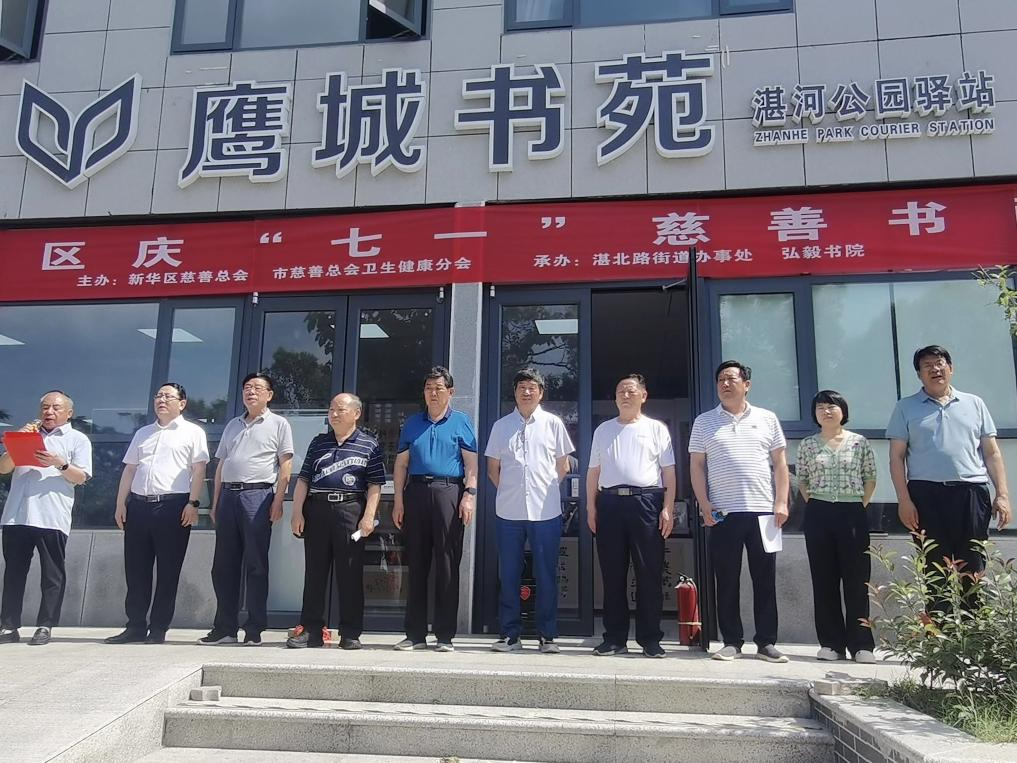 鹰城书苑
湛河公园驿站
ZHANHE PARK COURIER STATION
区庆“七一”慈善书
主办：新华区慈善总会 市慈善总会卫生健康分会 承办：湛北路街道办事处 弘毅书院